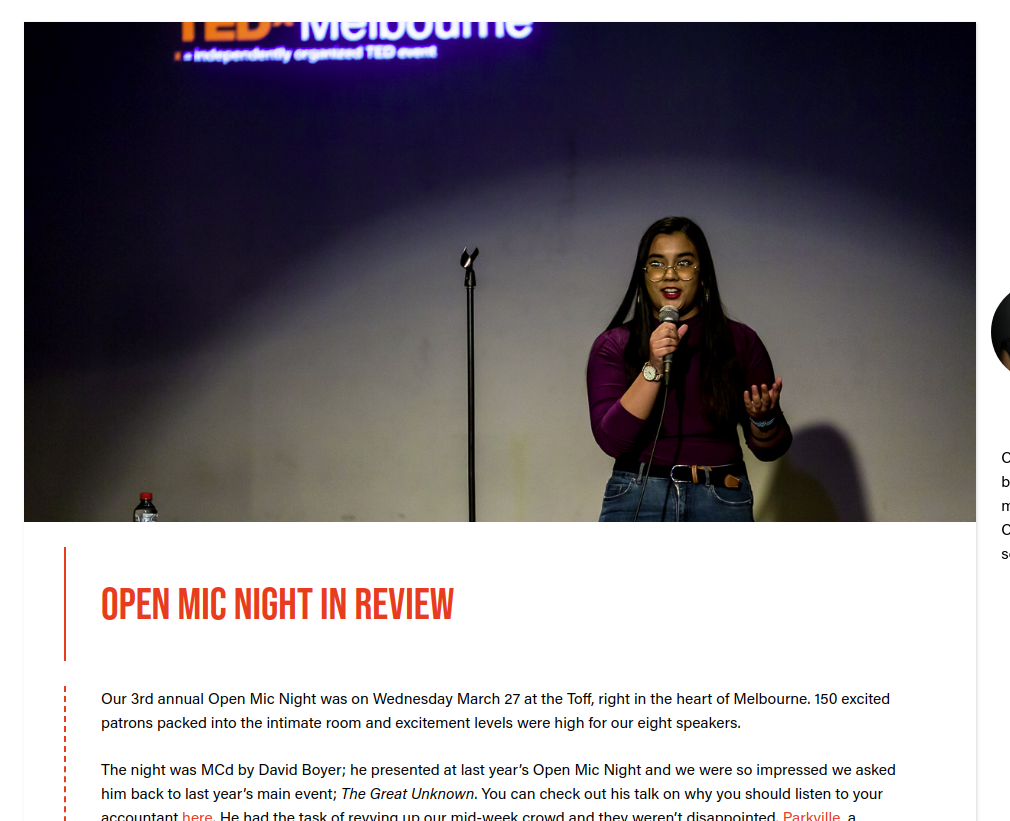 TEDx Melbourne
x = independently organized TED event
OPEN MIC NIGHT IN REVIEW
Our 3rd annual Open Mic Night was on Wednesday March 27 at the Toff, right in the heart of Melbourne. 150 excited
patrons packed into the intimate room and excitement levels were high for our eight speakers.
The night was MCd by David Boyer; he presented at last year’s Open Mic Night and we were so impressed we asked
him back to last year’s main event; The Great Unknown. You can check out his talk on why you should listen to your
accountant here. He had the task of revving up our mid-week crowd and they weren’t disappointed. Parkville, a